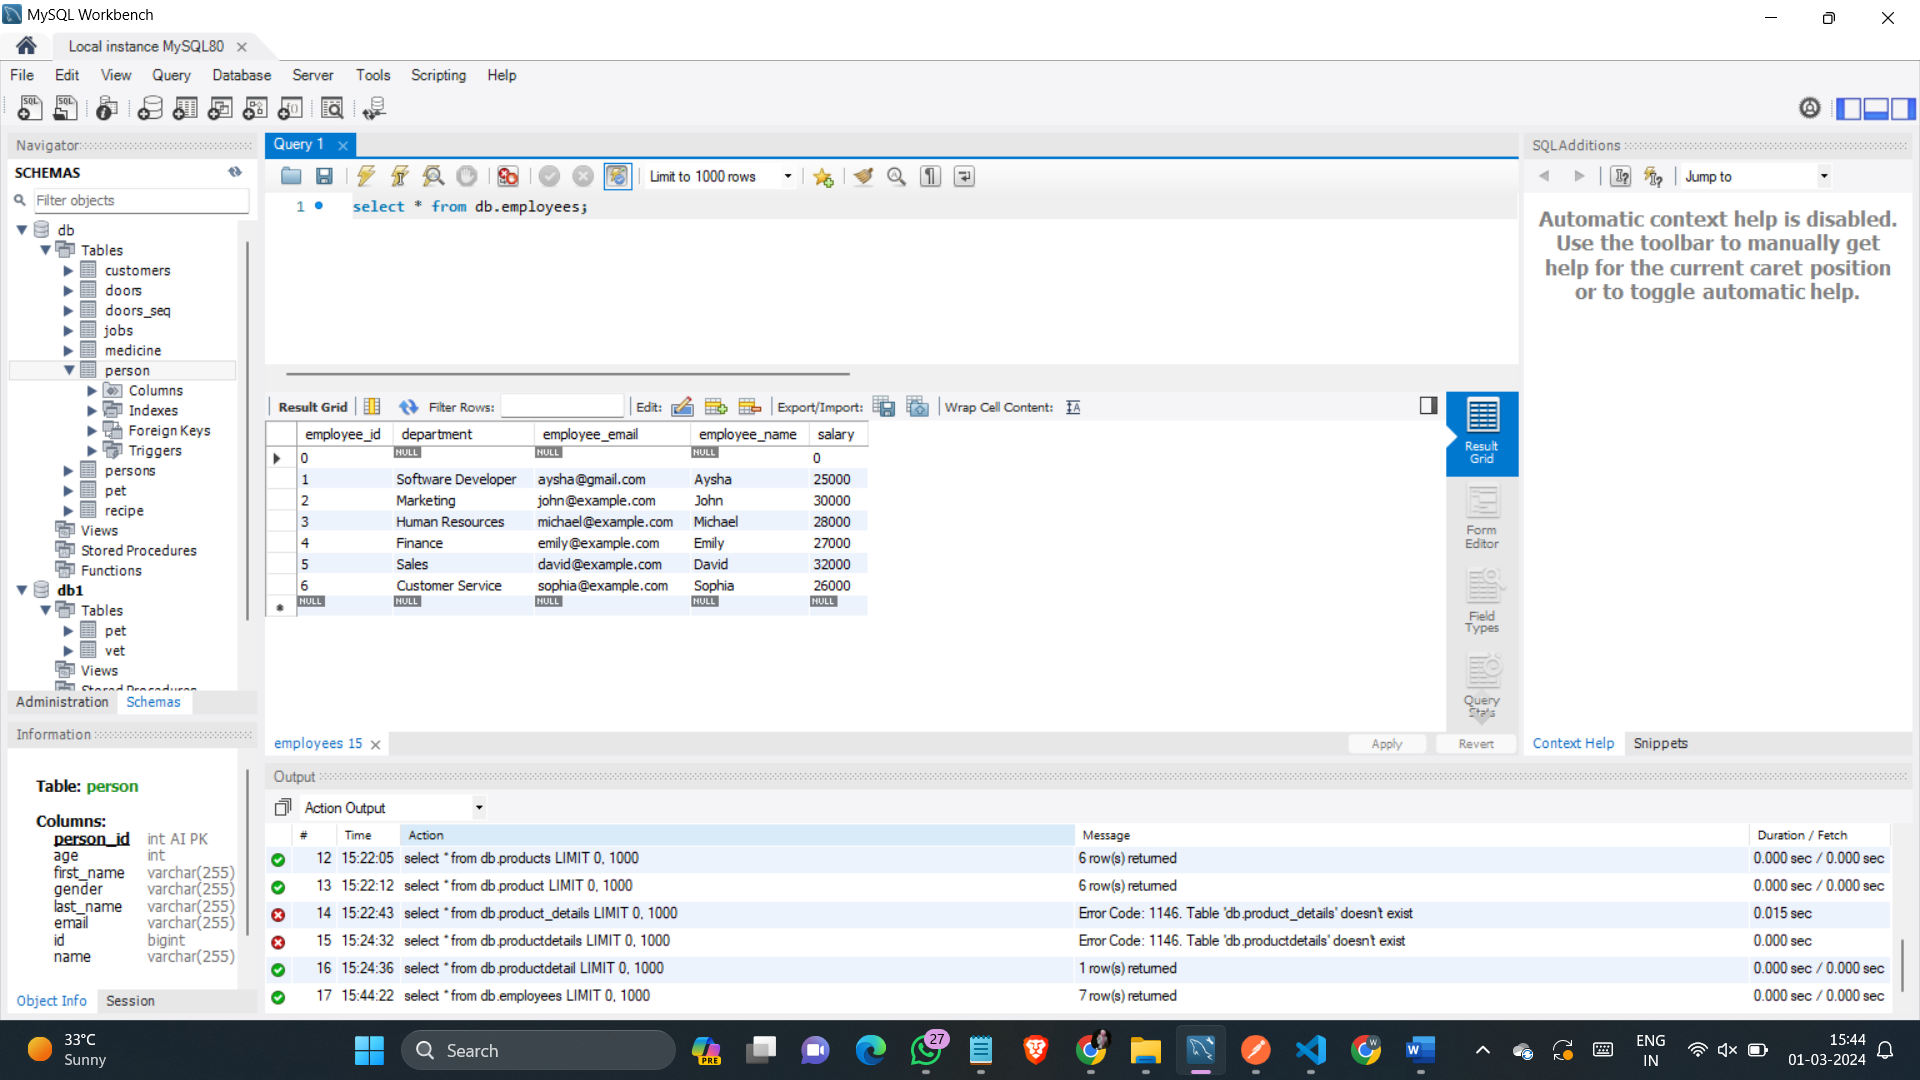 MySQL Workbench
Local instance MySQL80
File Edit View Query Database Server Tools Scripting Help
Navigator
SCHEMAS
Filter objects
db
Tables
customers
doors
doors_seq
jobs
medicine
person
Columns
Indexes
Foreign Keys
Triggers
persons
pet
recipe
Views
Stored Procedures
Functions
db1
Tables
pet
vet
Views
Stored Procedures
Administration Schemas
Information
Table: person
Columns:
person_id int AI PK
age int
first_name varchar(255)
gender varchar(255)
last_name varchar(255)
email varchar(255)
id bigint
name varchar(255)
Object Info Session
Query 1
Limit to 1000 rows
1 select * from db.employees;
Result Grid Filter Rows: Edit: Export/Import: Wrap Cell Content: IA
employee_id department employee_email employee_name salary
0 NULL NULL NULL 0
1 Software Developer aysha@gmail.com Aysha 25000
2 Marketing john@example.com John 30000
3 Human Resources michael@example.com Michael 28000
4 Finance emily@example.com Emily 27000
5 Sales david@example.com David 32000
6 Customer Service sophia@example.com Sophia 26000
NULL NULL NULL NULL NULL
Result
Grid
Form
Editor
Field
Types
Query
Stats
employees 15 Apply Revert
SQLAdditions
Jump to
Automatic context help is disabled.
Use the toolbar to manually get
help for the current caret position
or to toggle automatic help.
Context Help Snippets
Output
Action Output
# Time Action Message Duration / Fetch
12 15:22:05 select * from db.products LIMIT 0, 1000 6 row(s) returned 0.000 sec / 0.000 sec
13 15:22:12 select * from db.product LIMIT 0, 1000 6 row(s) returned 0.000 sec / 0.000 sec
14 15:22:43 select * from db.product_details LIMIT 0, 1000 Error Code: 1146. Table 'db.product_details' doesn't exist 0.015 sec
15 15:24:32 select * from db.productdetails LIMIT 0, 1000 Error Code: 1146. Table 'db.productdetails' doesn't exist 0.000 sec
16 15:24:36 select * from db.productdetail LIMIT 0, 1000 1 row(s) returned 0.000 sec / 0.000 sec
17 15:44:22 select * from db.employees LIMIT 0, 1000 7 row(s) returned 0.000 sec / 0.000 sec
33°C
Sunny
Search
PRE
27
ENG
IN
15:44
01-03-2024